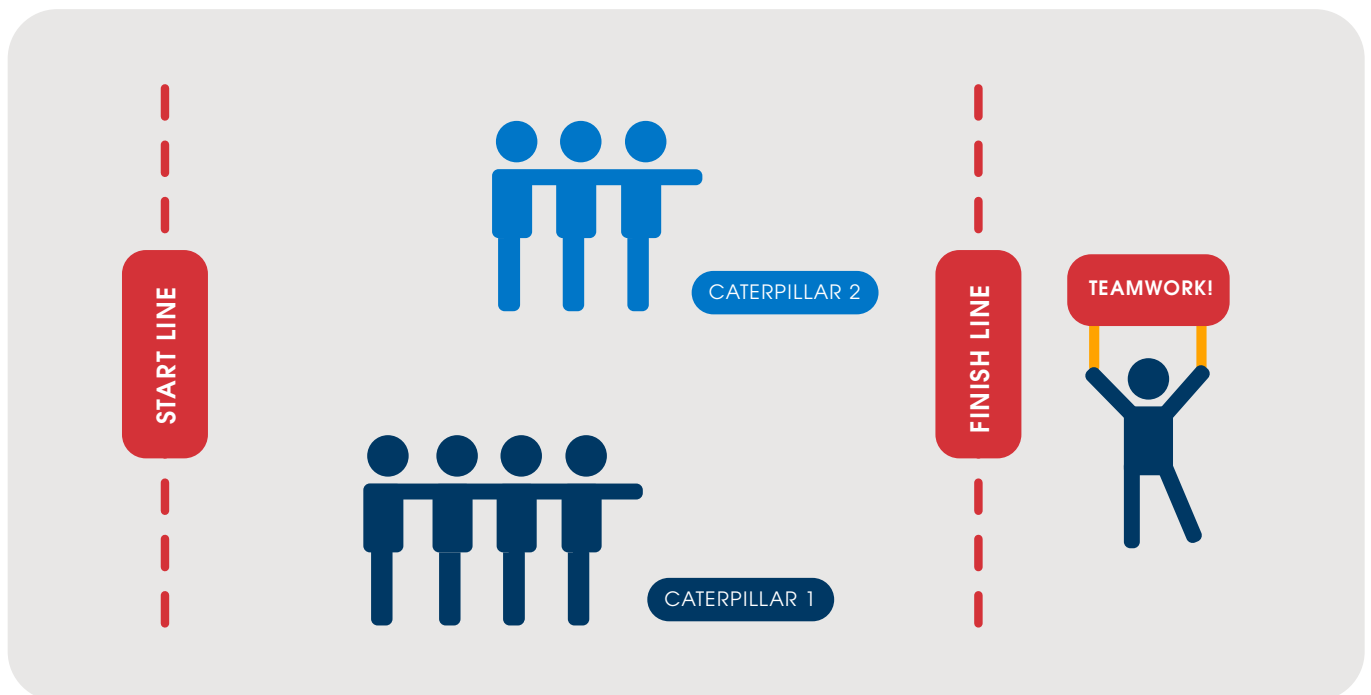 START LINE
CATERPILLAR 2
CATERPILLAR 1
FINISH LINE
TEAMWORK!